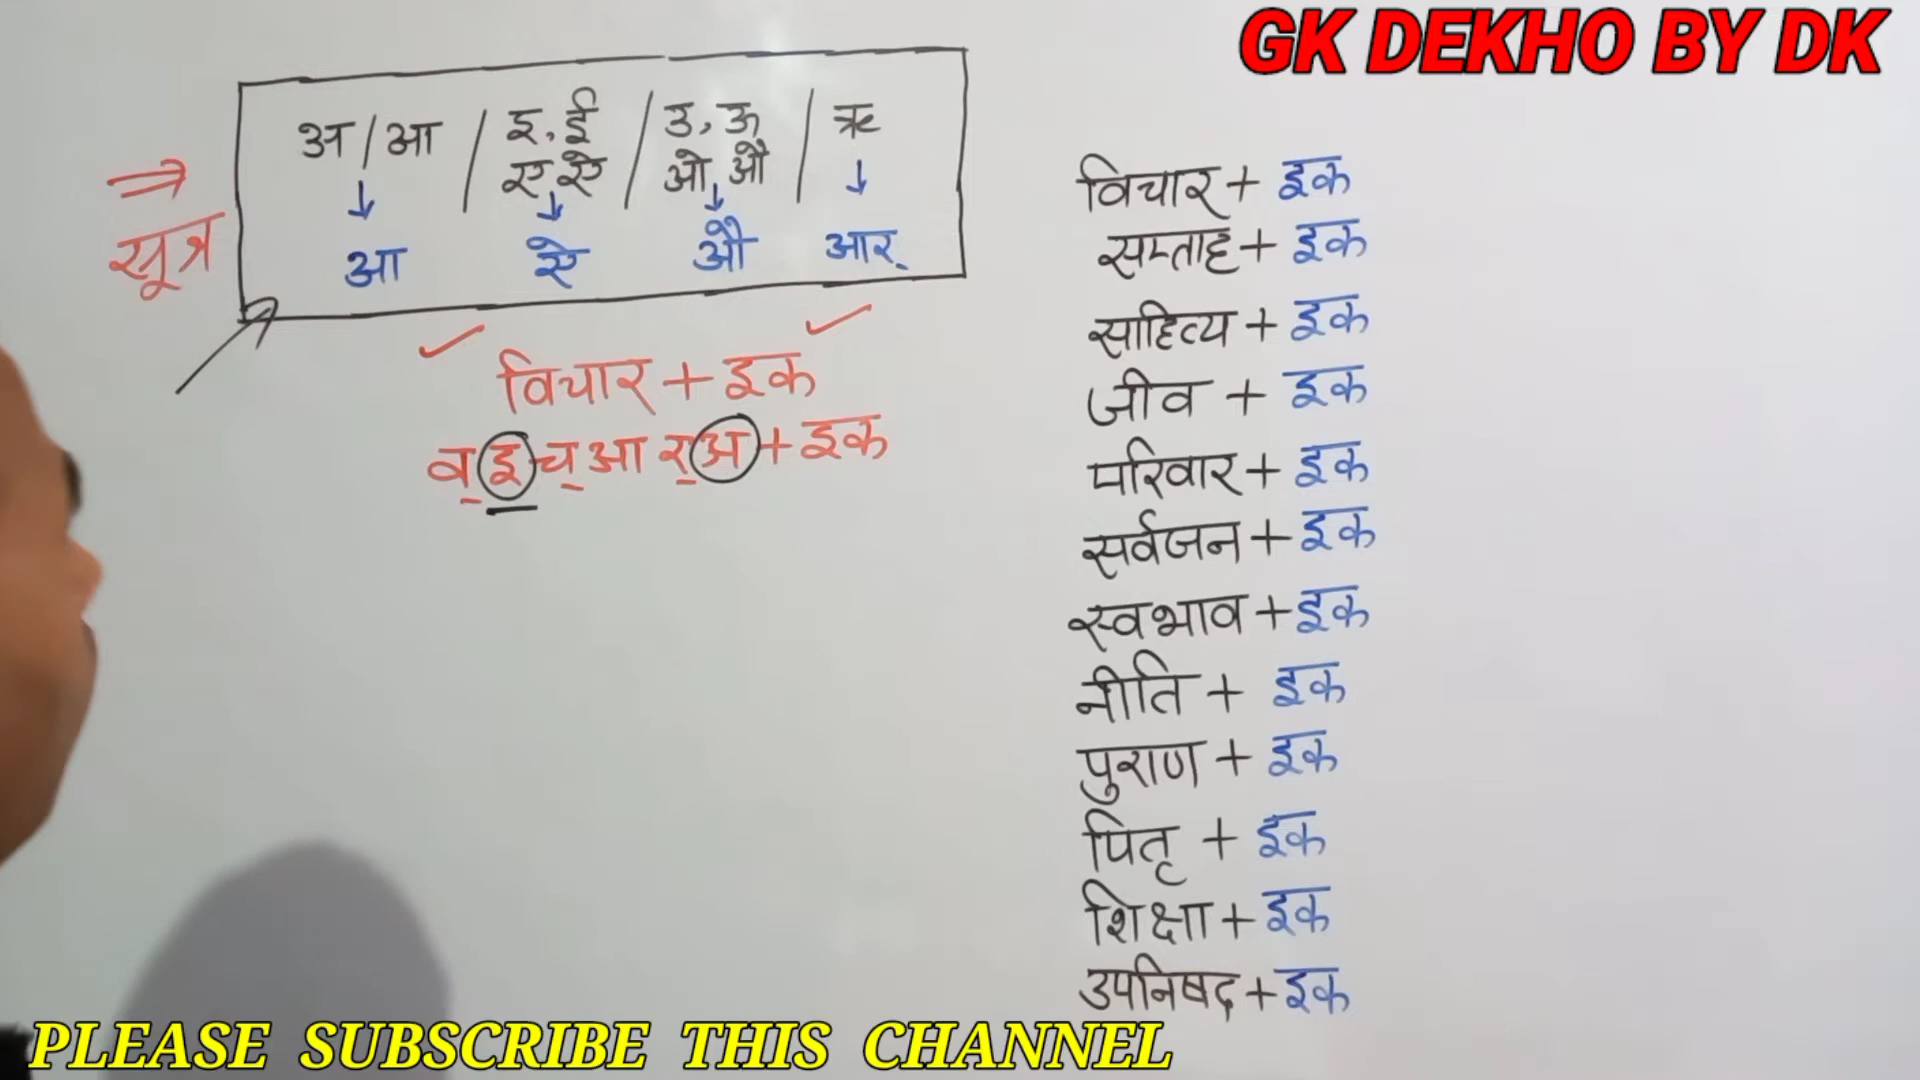 GK DEKHO BY DK
अ / आ / इ, ई / उ, ऊ / ऋ
ए, ऐ ओ, औ
↓ ↓ ↓ ↓
आ ऐ औ आर्
⇒
सूत्र
✓ ✓
विचार + इक
व् इ च् आ र् अ + इक
विचार + इक
सप्ताह + इक
साहित्य + इक
जीव + इक
परिवार + इक
सर्वजन + इक
स्वभाव + इक
नीति + इक
पुराण + इक
पितृ + इक
शिक्षा + इक
उपनिषद + इक
PLEASE SUBSCRIBE THIS CHANNEL